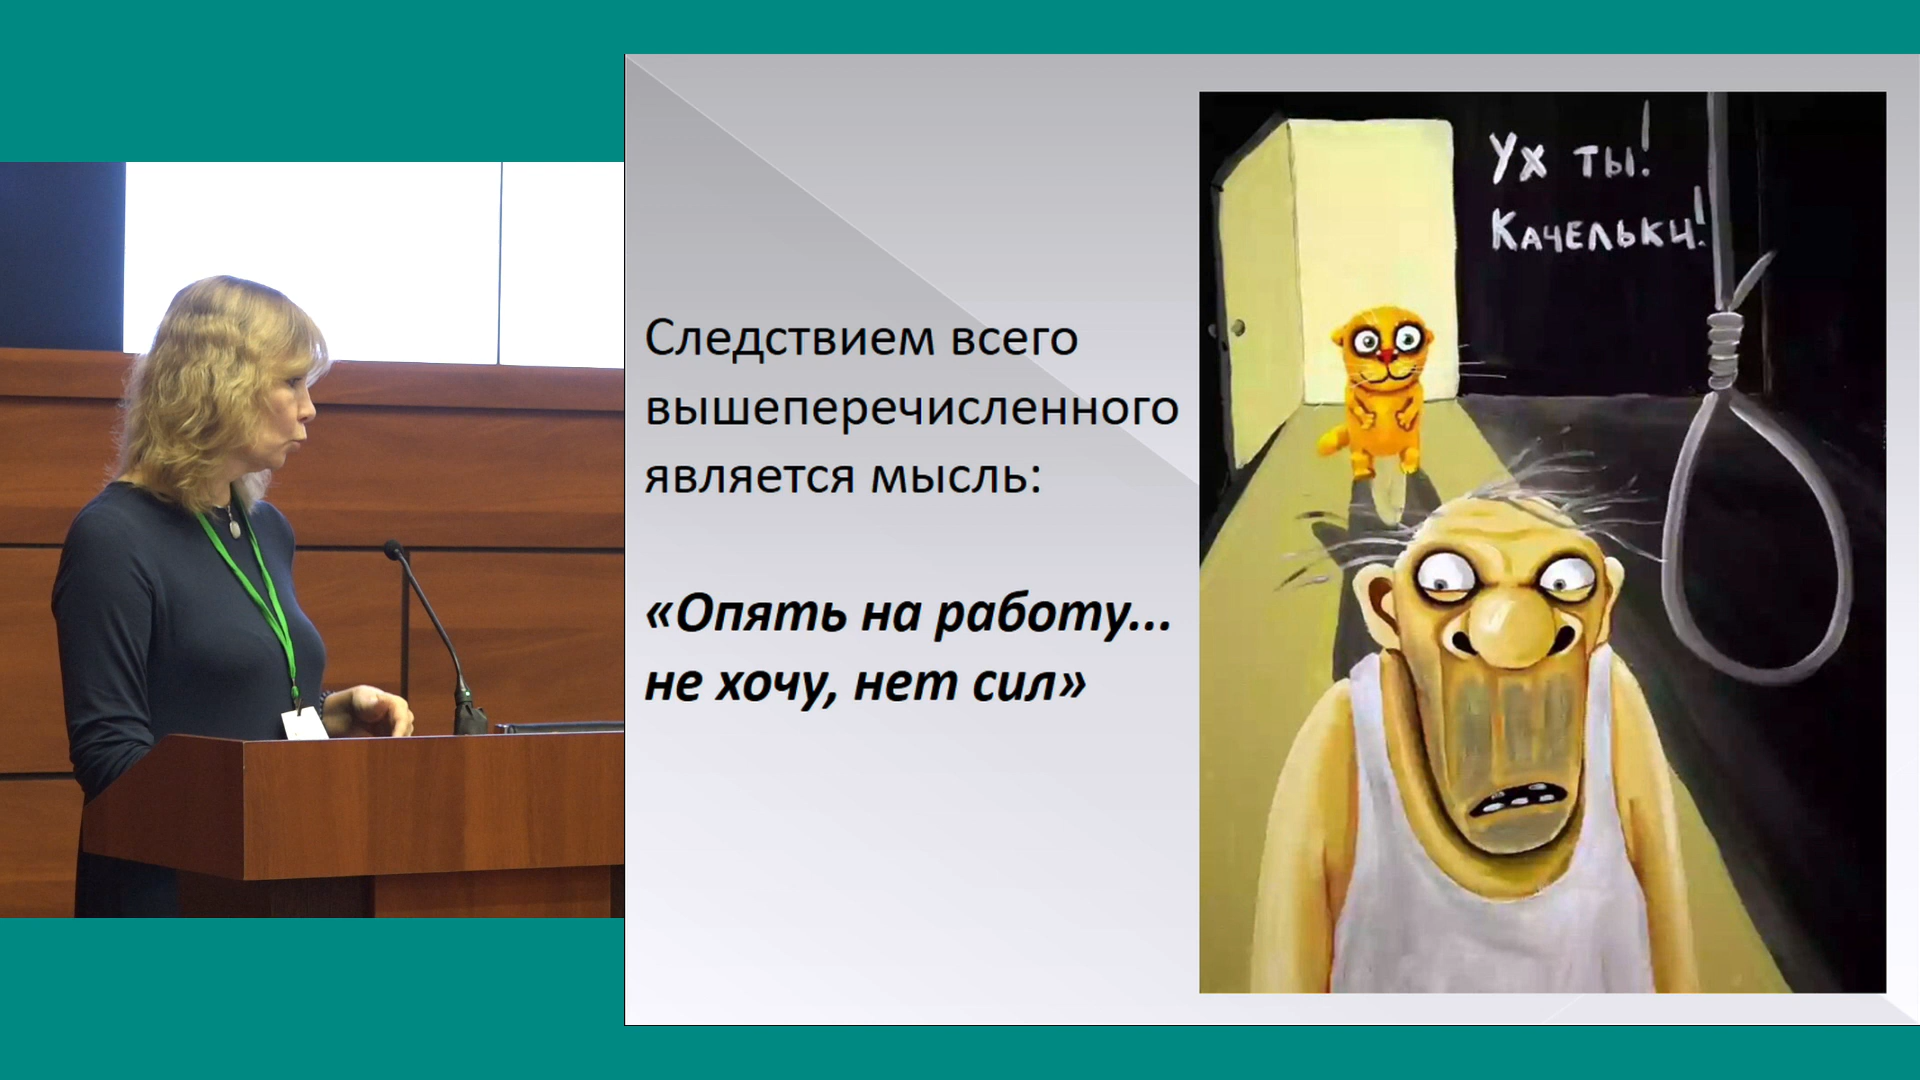 Следствием всего
вышеперечисленного
является мысль:
«Опять на работу...
не хочу, нет сил»
Ух ты!
Качельки!